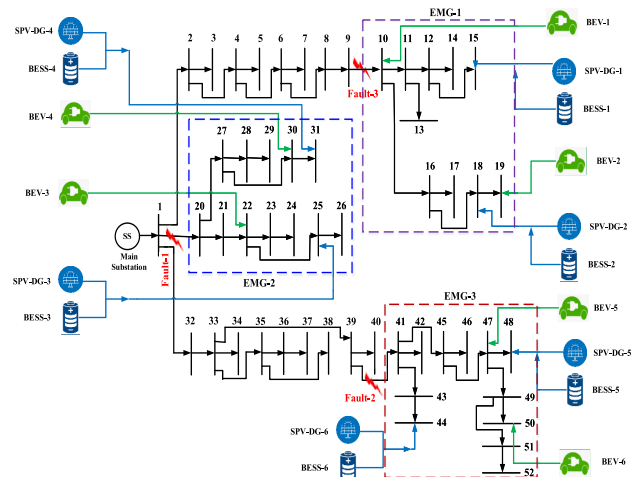 EMG-1
SPV-DG-4
BESS-4
BEV-4
BEV-3
SPV-DG-3
BESS-3
2 3 4 5 6 7 8 9 10 11 12 14 15
Fault-3
13
BEV-1
SPV-DG-1
BESS-1
27 28 29 30 31
16 17 18 19
BEV-2
SPV-DG-2
BESS-2
1
20 21 22 23 24 25 26
SS
Main
Substation
Fault-1
EMG-2
EMG-3
32 33 34 35 36 37 38 39 40 41 42 45 46 47 48
Fault-2
BEV-5
SPV-DG-5
BESS-5
43
44
49
50
51
52
SPV-DG-6
BESS-6
BEV-6